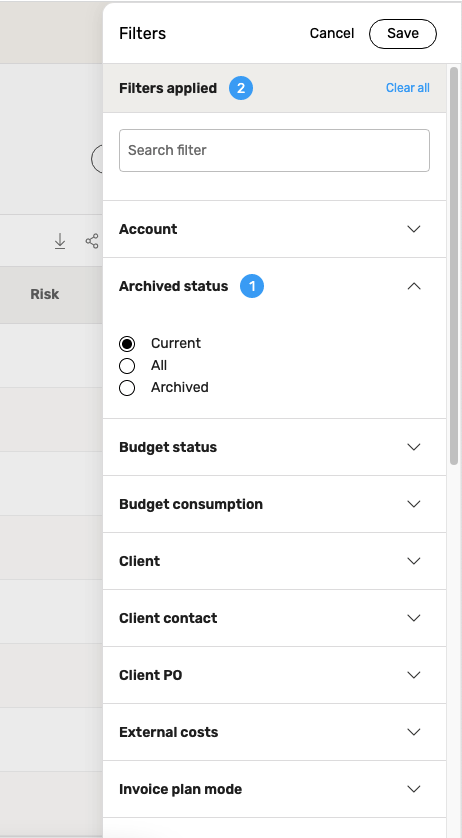 Filters
Cancel
Save
Filters applied 2
Clear all
Search filter
Risk
Account
Archived status 1
Current
All
Archived
Budget status
Budget consumption
Client
Client contact
Client PO
External costs
Invoice plan mode